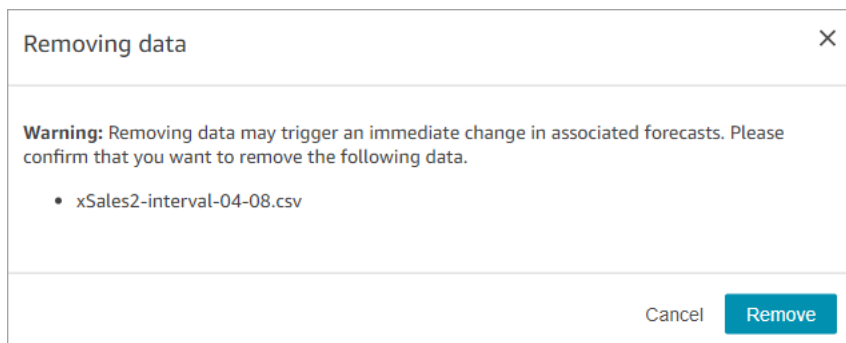 Removing data
Warning: Removing data may trigger an immediate change in associated forecasts. Please
confirm that you want to remove the following data.
• xSales2-interval-04-08.csv
Cancel Remove